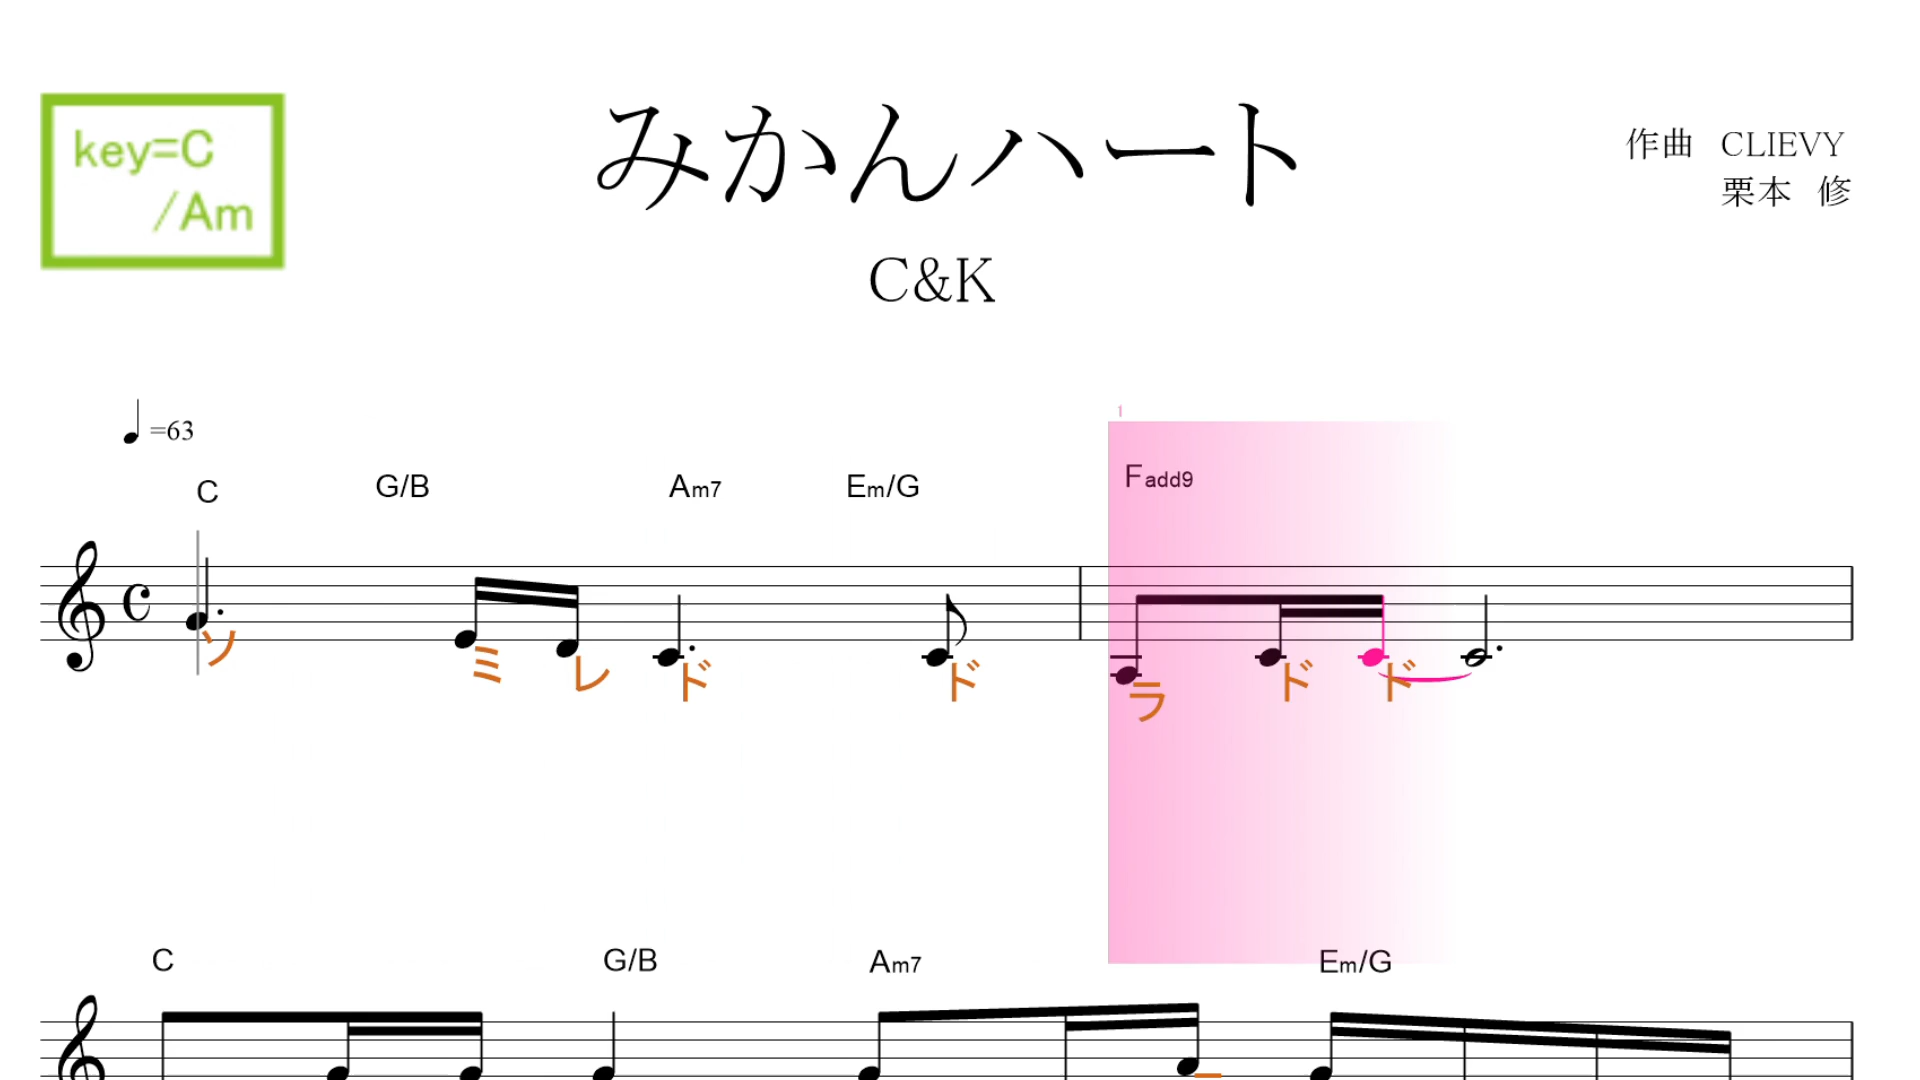 key=C
/Am
みかんハート
C&K
作曲 CLIEVY
栗本 修
=63
1
C G/B Am7 Em/G Fadd9
ソ ミ レ ド ド ラ ド ド
C G/B Am7 Em/G